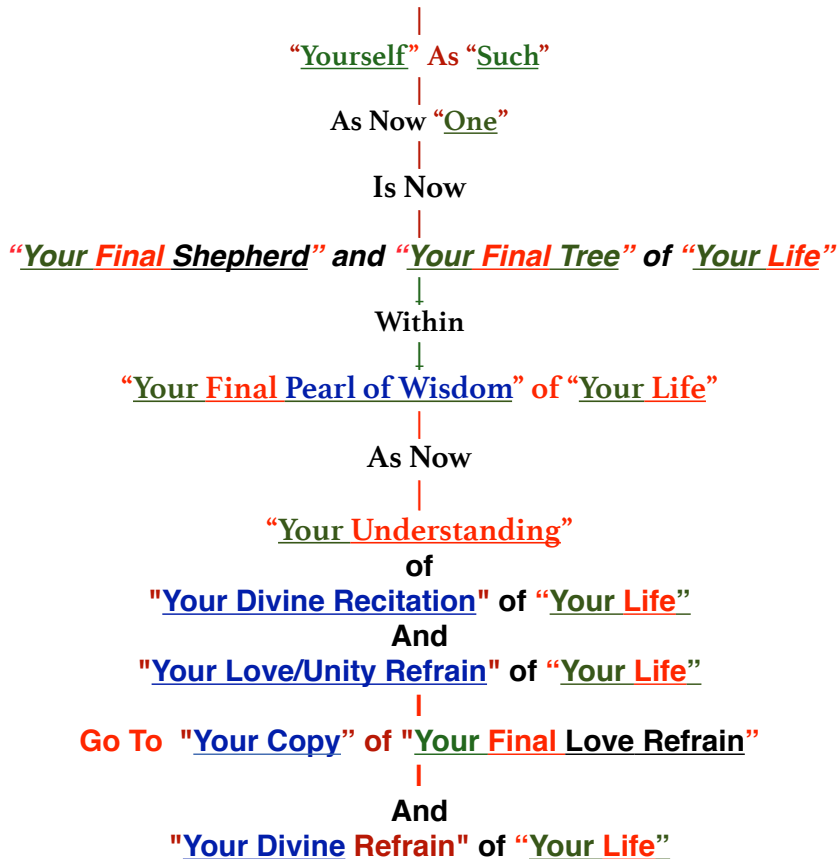 “Yourself” As “Such”
As Now “One”
Is Now
“Your Final Shepherd” and “Your Final Tree” of “Your Life”
Within
“Your Final Pearl of Wisdom” of “Your Life”
As Now
“Your Understanding”
of
"Your Divine Recitation" of “Your Life”
And
"Your Love/Unity Refrain" of “Your Life”
Go To "Your Copy” of "Your Final Love Refrain”
And
"Your Divine Refrain" of “Your Life”